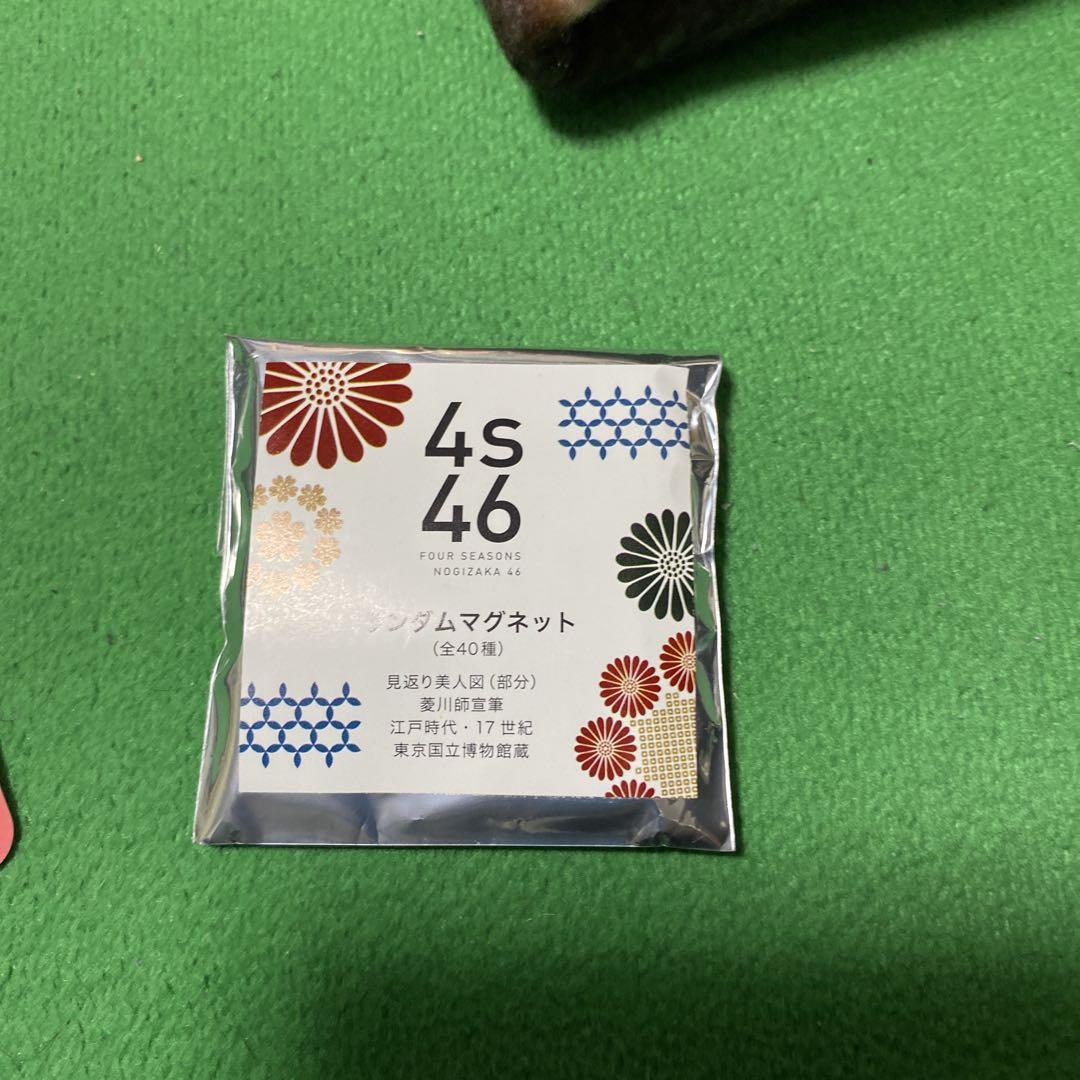 4s
46
FOUR SEASONS
NOGIZAKA 46
ランダムマグネット
(全40種)
見返り美人図(部分)
菱川師宣筆
江戸時代・17世紀
東京国立博物館蔵